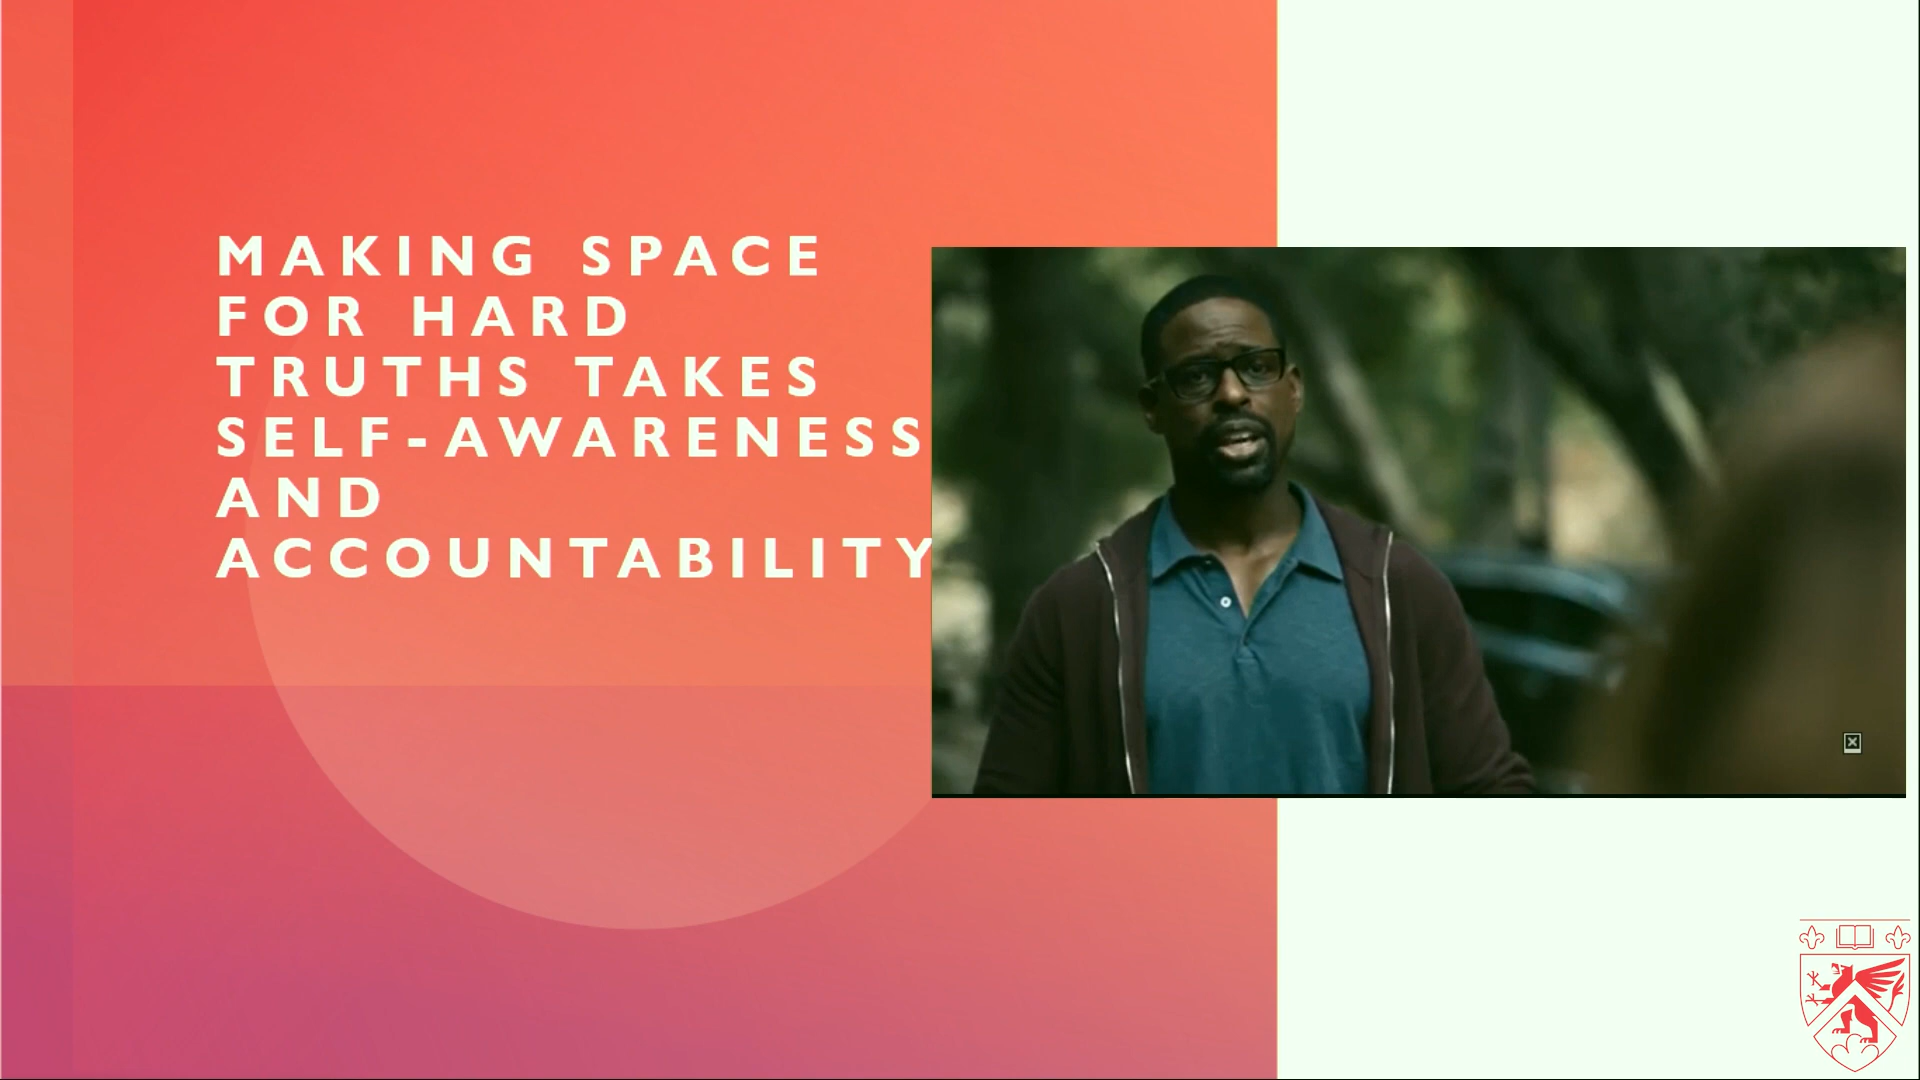 MAKING SPACE
FOR HARD
TRUTHS TAKES
SELF-AWARENESS
AND
ACCOUNTABILITY